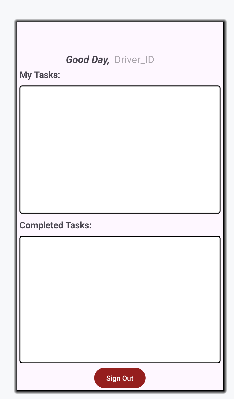 Good Day, Driver_ID
My Tasks:
Completed Tasks:
Sign Out